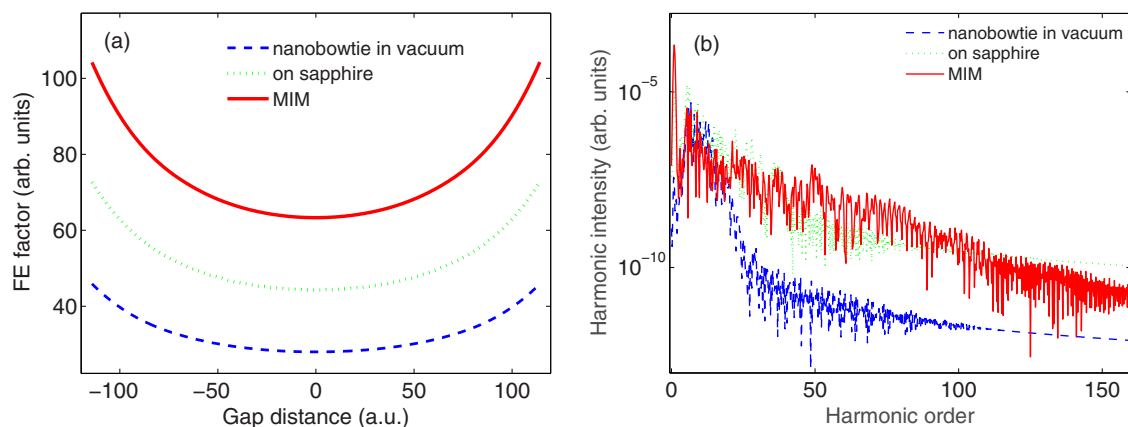 (a)
nanobowtie in vacuum
on sapphire
MIM
FE factor (arb. units)
100
80
60
40
−100
−50
0
50
100
Gap distance (a.u.)
(b)
nanobowtie in vacuum
on sapphire
MIM
Harmonic intensity (arb. units)
10⁻⁵
10⁻¹⁰
0
50
100
150
Harmonic order